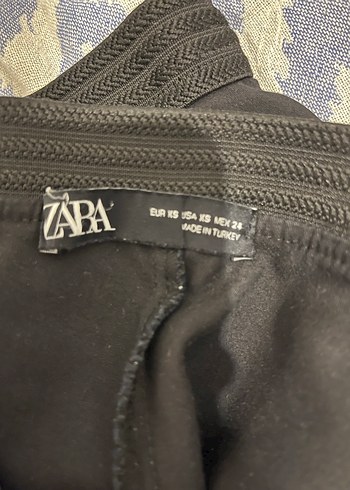 ZARA
EUR XS USA XS MEX 24
MADE IN TURKEY